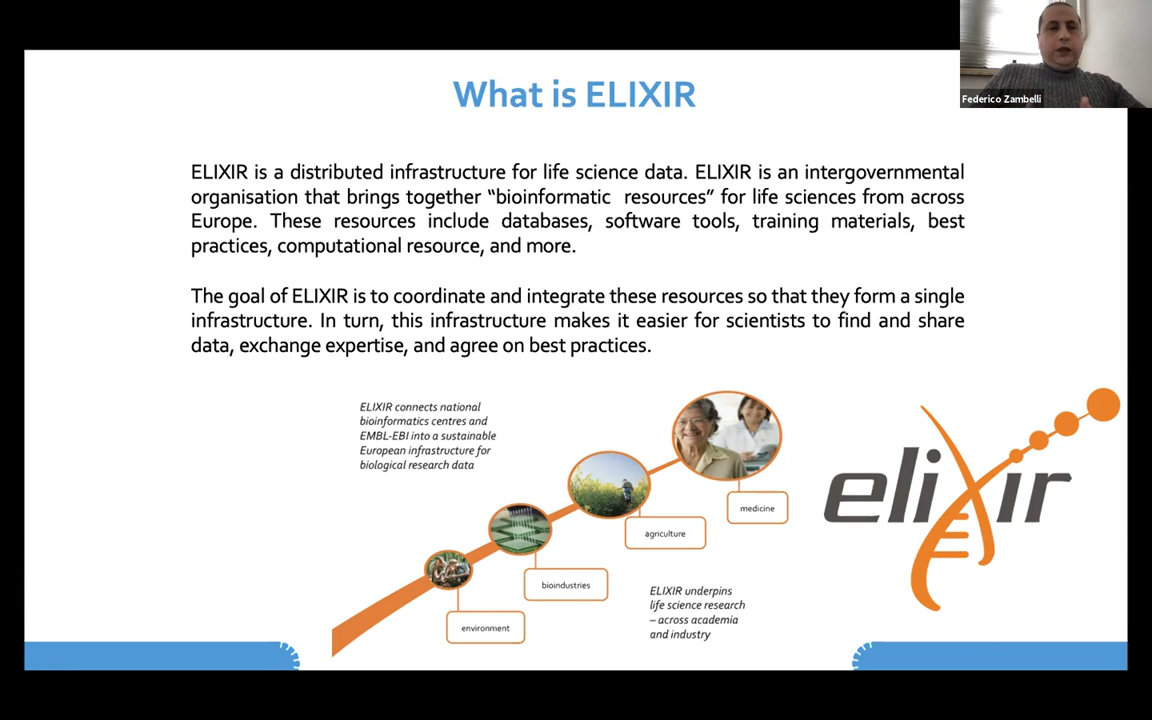 Federico Zambelli
What is ELIXIR
ELIXIR is a distributed infrastructure for life science data. ELIXIR is an intergovernmental
organisation that brings together “bioinformatic resources” for life sciences from across
Europe. These resources include databases, software tools, training materials, best
practices, computational resource, and more.
The goal of ELIXIR is to coordinate and integrate these resources so that they form a single
infrastructure. In turn, this infrastructure makes it easier for scientists to find and share
data, exchange expertise, and agree on best practices.
ELIXIR connects national
bioinformatics centres and
EMBL-EBI into a sustainable
European infrastructure for
biological research data
medicine
agriculture
bioindustries
environment
ELIXIR underpins
life science research
– across academia
and industry
elixir